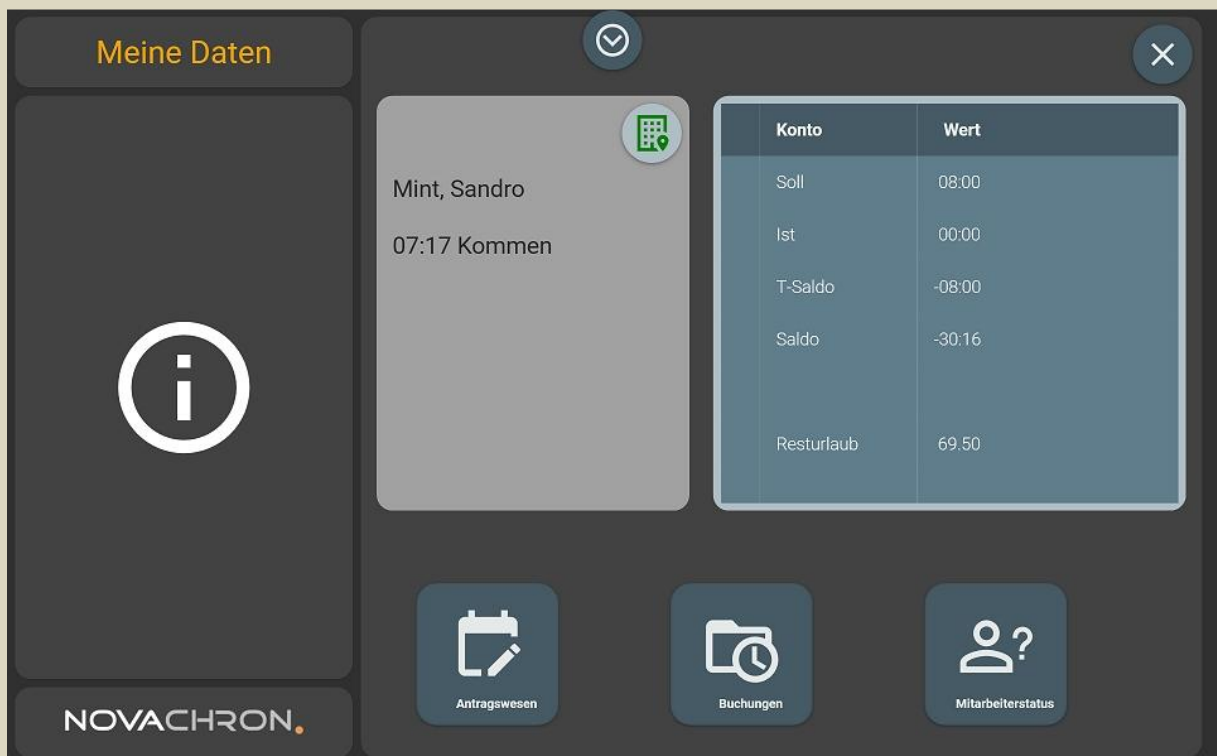 Meine Daten
Mint, Sandro
07:17 Kommen
Konto Wert
Soll 08:00
Ist 00:00
T-Saldo -08:00
Saldo -30:16
Resturlaub 69.50
Antragswesen
Buchungen
Mitarbeiterstatus
NOVACHRON.